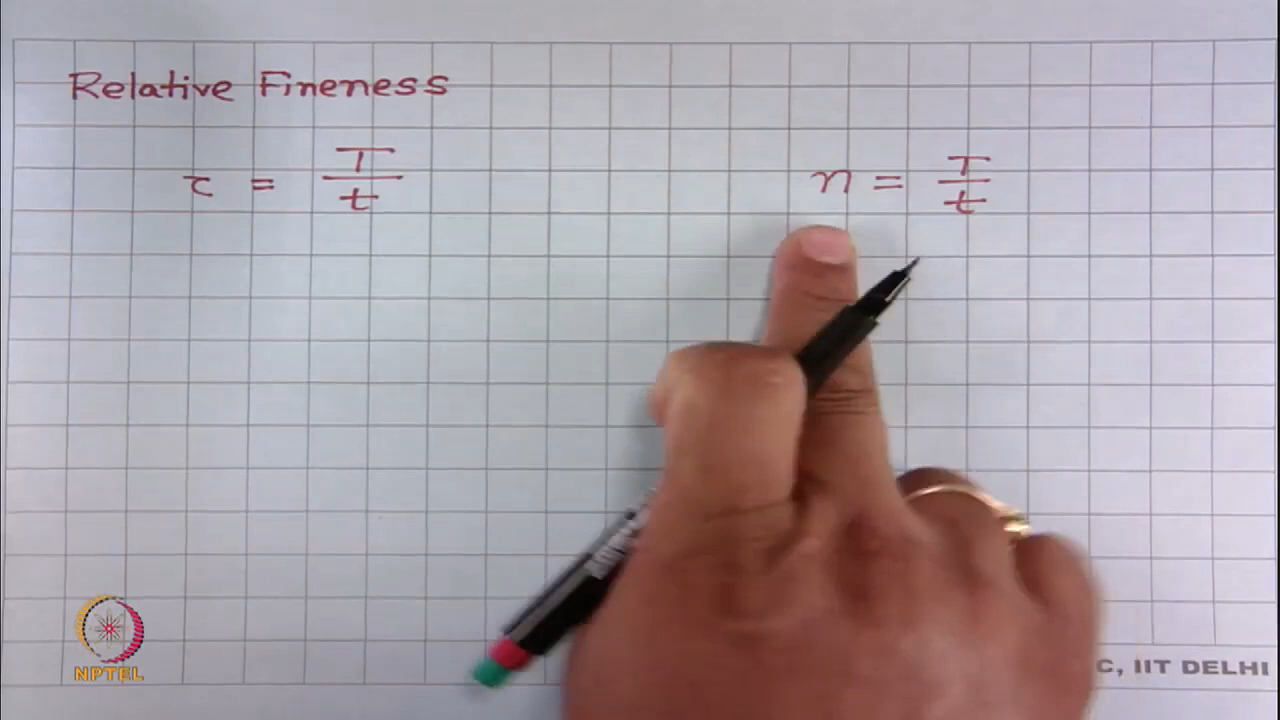 Relative Fineness
τ = T/t
n = T/t
NPTEL
C, IIT DELHI